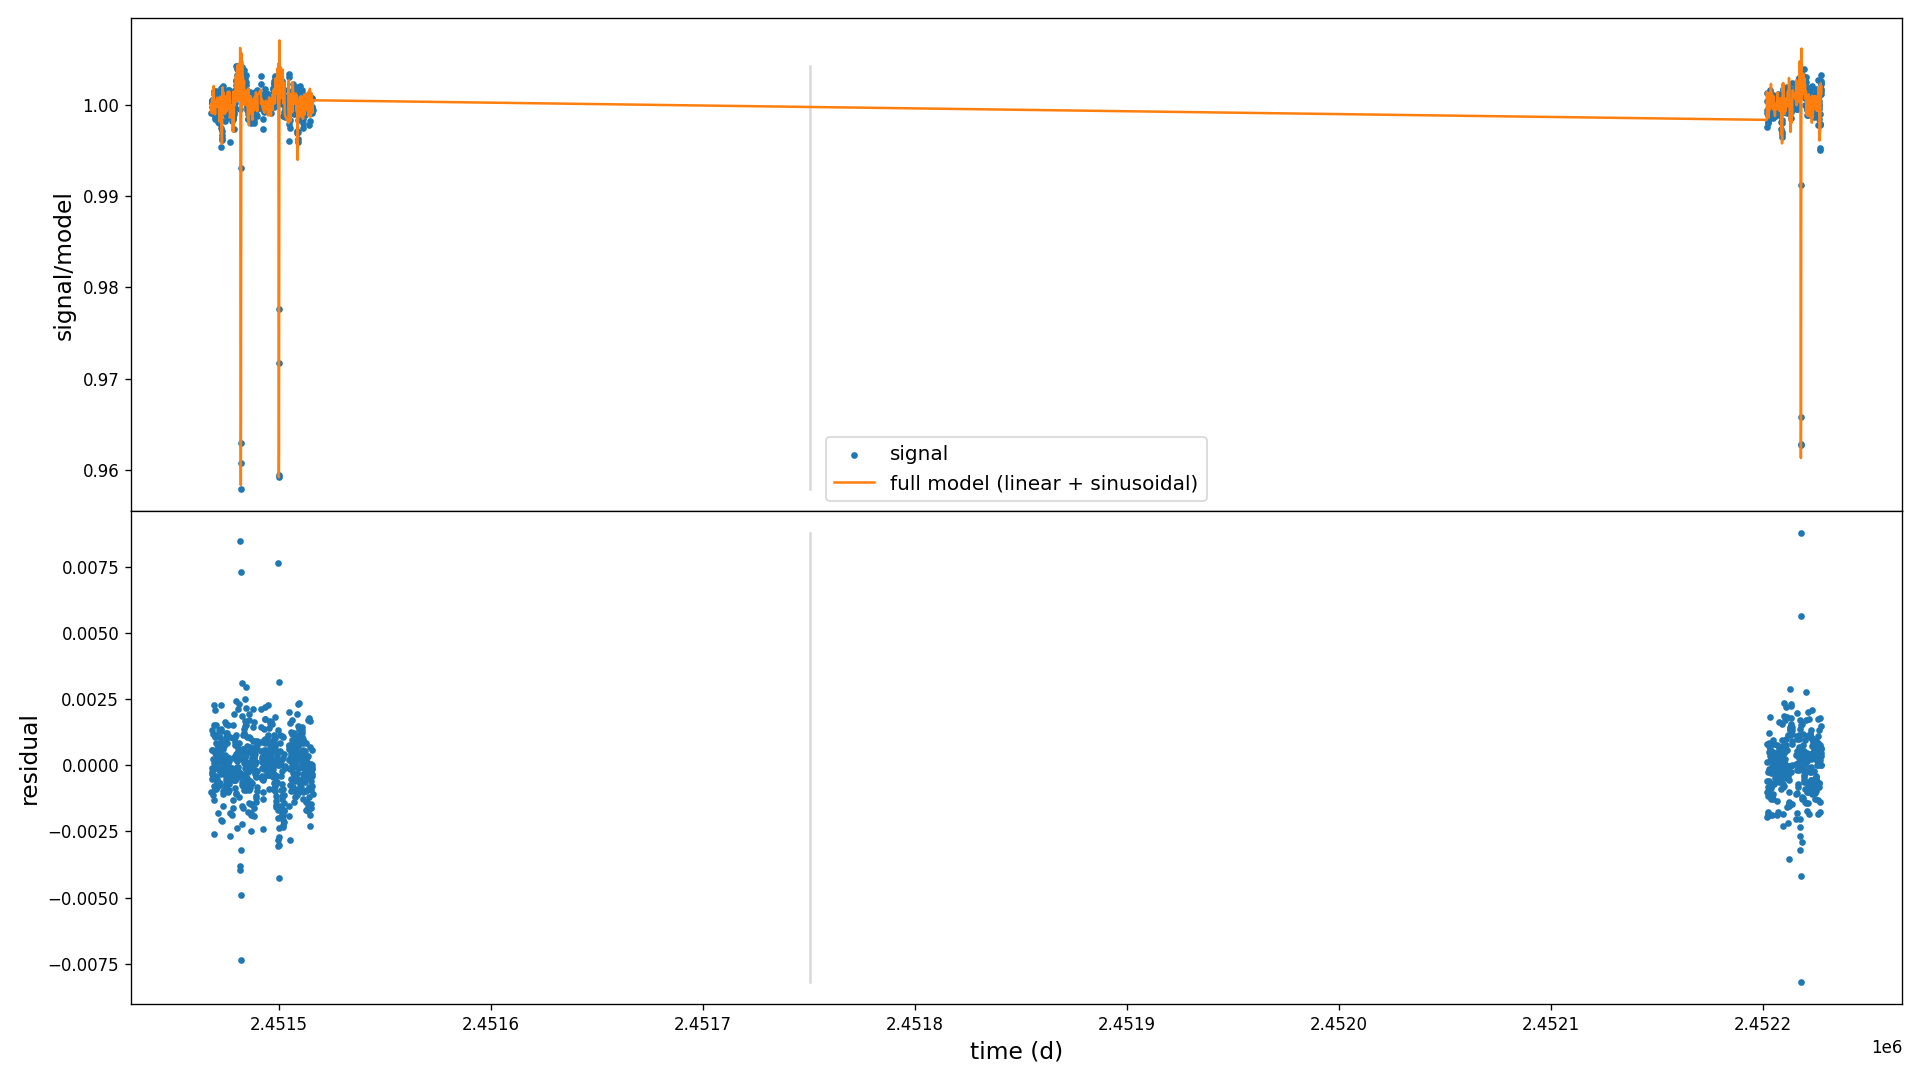 signal/model
1.00
0.99
0.98
0.97
0.96
signal
full model (linear + sinusoidal)
residual
0.0075
0.0050
0.0025
0.0000
−0.0025
−0.0050
−0.0075
2.4515 2.4516 2.4517 2.4518 2.4519 2.4520 2.4521 2.4522
1e6
time (d)